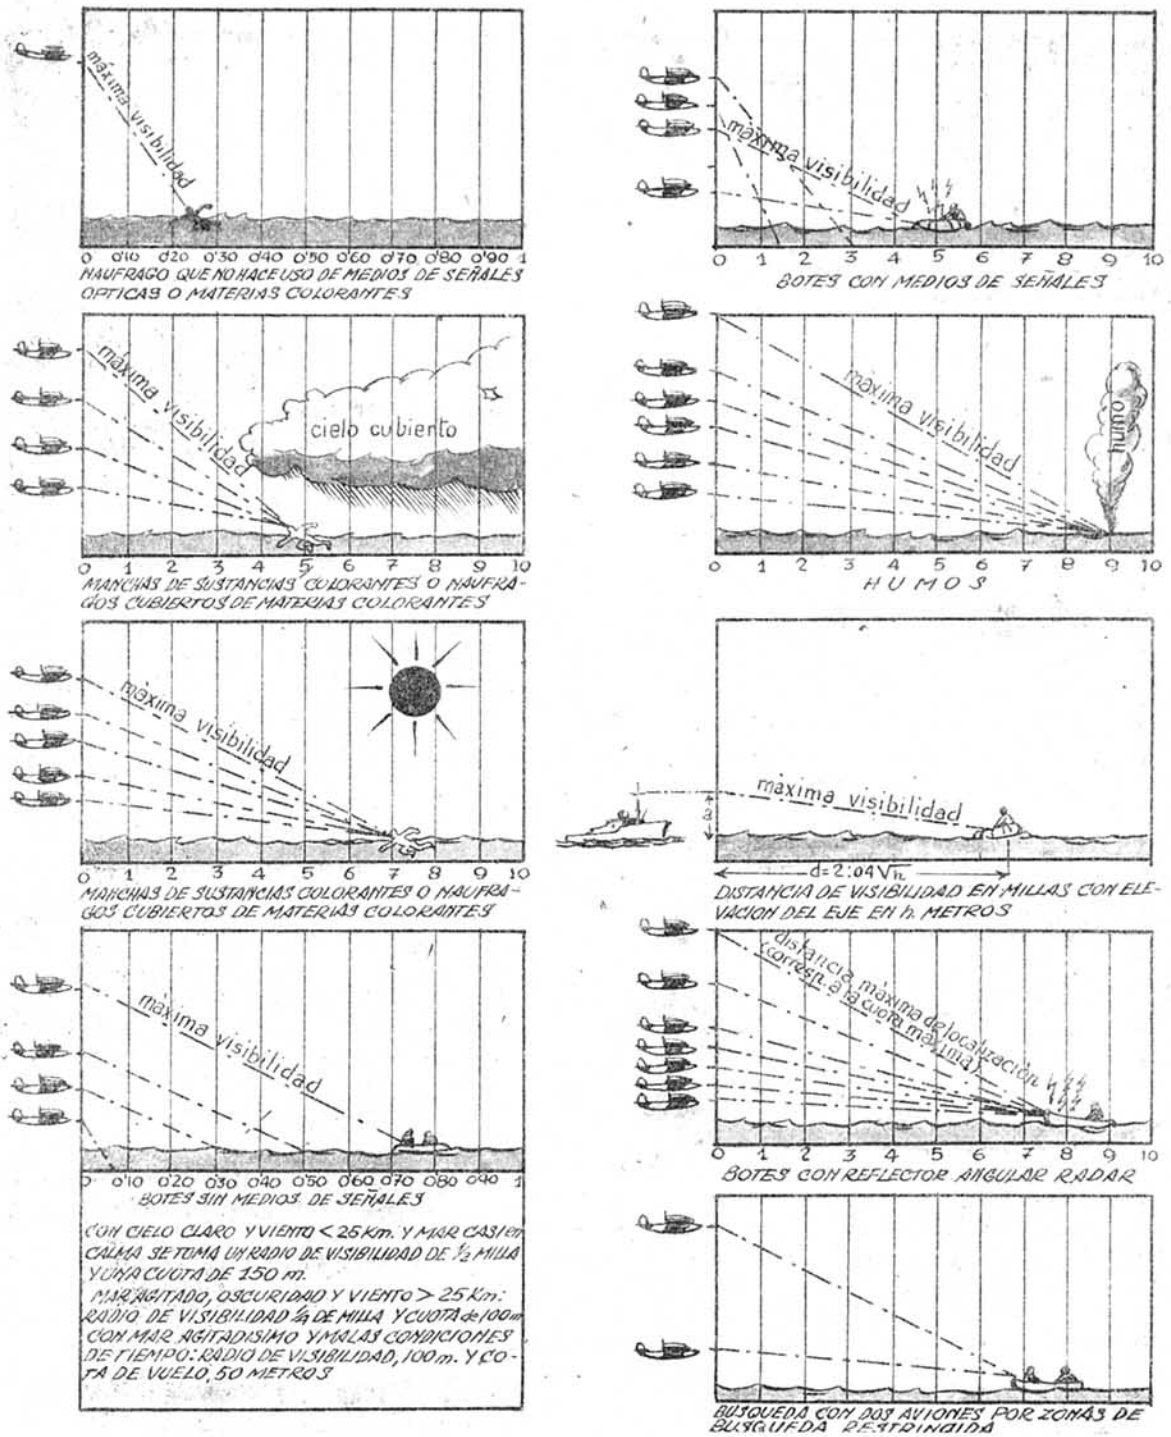 máxima visibilidad
0 0'10 0'20 0'30 0'40 0'50 0'60 0'70 0'80 0'90 1
NAUFRAGO QUE NO HACE USO DE MEDIOS DE SEÑALES
OPTICAS O MATERIAS COLORANTES
máxima visibilidad
cielo cubierto
0 1 2 3 4 5 6 7 8 9 10
MANCHAS DE SUSTANCIAS COLORANTES O NAUFRA-
GOS CUBIERTOS DE MATERIAS COLORANTES
máxima visibilidad
0 1 2 3 4 5 6 7 8 9 10
MANCHAS DE SUSTANCIAS COLORANTES O NAUFRA-
GOS CUBIERTOS DE MATERIAS COLORANTES
màxima visibilidad
0 0'10 0'20 0'30 0'40 0'50 0'60 0'70 0'80 0'90 1
BOTES SIN MEDIOS DE SEÑALES
CON CIELO CLARO Y VIENTO < 25 Km. Y MAR CASI en
CALMA SE TOMA UN RADIO DE VISIBILIDAD DE ½ MILLA
Y UNA CUOTA DE 150 m.
MAR AGITADO, OSCURIDAD Y VIENTO > 25 Km:
RADIO DE VISIBILIDAD ¼ DE MILLA Y CUOTA de 100 m
CON MAR AGITADISIMO Y MALAS CONDICIONES
DE TIEMPO: RADIO DE VISIBILIDAD, 100 m. Y CO-
TA DE VUELO, 50 METROS
màxima visibilidad
0 1 2 3 4 5 6 7 8 9 10
BOTES CON MEDIOS DE SEÑALES
màxima visibilidad
humo
0 1 2 3 4 5 6 7 8 9 10
HUMOS
màxima visibilidad
a
d=2'04√h
DISTANCIA DE VISIBILIDAD EN MILLAS CON ELE-
VACION DEL EJE EN h. METROS
distancia màxima de localizaciòn
(corresp. a la cuota màxima)
0 1 2 3 4 5 6 7 8 9 10
BOTES CON REFLECTOR ANGULAR RADAR
BUSQUEDA CON DOS AVIONES POR ZONAS DE
BUSQUEDA RESTRINGIDA